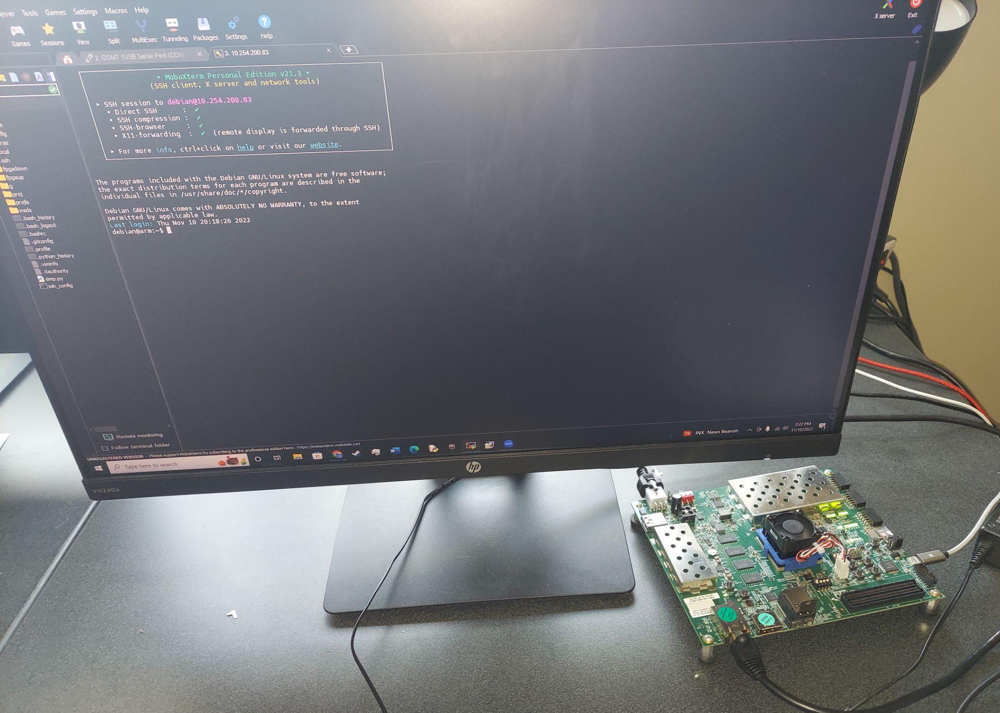 Tools Games Settings Macros Help
Games Sessions View Split MultiExec Tunneling Packages Settings Help
X server Exit
2. COM7 (USB Serial Port (COM
3. 10.254.200.83
• MobaXterm Personal Edition v21.3 •
(SSH client, X server and network tools)
➤ SSH session to debian@10.254.200.83
• Direct SSH : ✔
• SSH compression : ✔
• SSH-browser : ✔
• X11-forwarding : ✔ (remote display is forwarded through SSH)
➤ For more info, ctrl+click on help or visit our website.
The programs included with the Debian GNU/Linux system are free software;
the exact distribution terms for each program are described in the
individual files in /usr/share/doc/*/copyright.
Debian GNU/Linux comes with ABSOLUTELY NO WARRANTY, to the extent
permitted by applicable law.
Last login: Thu Nov 10 20:18:26 2022
debian@arm:~$
.ssh
fpgadown
fpgaup
g
proj
projls
wads
.bash_history
.bash_logout
.bashrc
.gitconfig
.profile
.python_history
.viminfo
.Xauthority
simp.py
ssh_config
Remote monitoring
Follow terminal folder
UNREGISTERED VERSION - Please support MobaXterm by subscribing to the professional edition here: https://mobaxterm.mobatek.net
Type here to search
EPIC
INX News Bearish
2:22 PM
11/10/2022
hp
VH240a
X-RAY
PASS